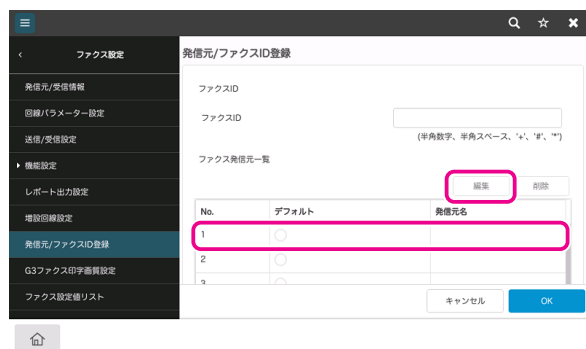 ファクス設定
発信元/受信情報
回線パラメーター設定
送信/受信設定
機能設定
レポート出力設定
増設回線設定
発信元/ファクスID登録
G3ファクス印字画質設定
ファクス設定値リスト
発信元/ファクスID登録
ファクスID
ファクスID
(半角数字、半角スペース、'+'、'#'、'*')
ファクス発信元一覧
編集 削除
No. デフォルト 発信元名
1
2
3
キャンセル OK